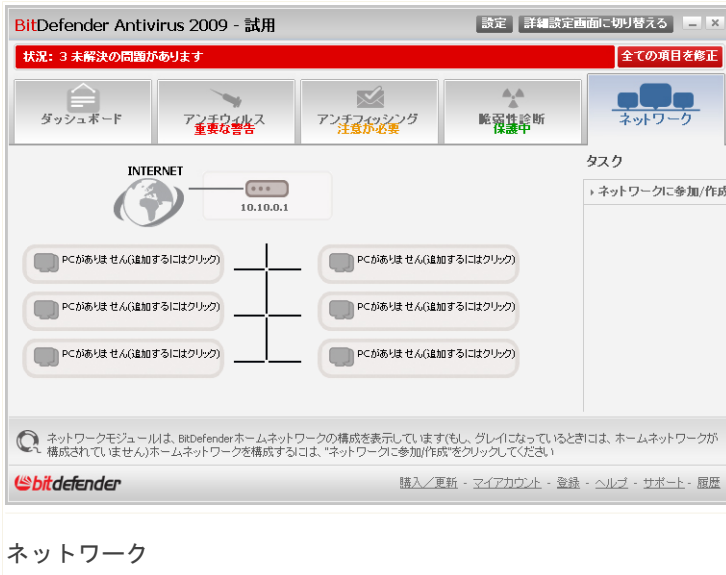 BitDefender Antivirus 2009 - 試用
設定 詳細設定画面に切り替える
状況: 3 未解決の問題があります
全ての項目を修正
ダッシュボード
アンチウィルス
重要な警告
アンチフィッシング
注意が必要
脆弱性診断
保護中
ネットワーク
タスク
ネットワークに参加/作成
INTERNET
10.10.0.1
PCがありません(追加するにはクリック) PCがありません(追加するにはクリック)
PCがありません(追加するにはクリック) PCがありません(追加するにはクリック)
PCがありません(追加するにはクリック) PCがありません(追加するにはクリック)
ネットワークモジュールは、BitDefenderホームネットワークの構成を表示しています(もし、グレイになっているときには、ホームネットワークが
構成されていません)ホームネットワークを構成するには、"ネットワークに参加/作成"をクリックしてください
bitdefender
購入／更新 - マイアカウント - 登録 - ヘルプ - サポート - 履歴
ネットワーク